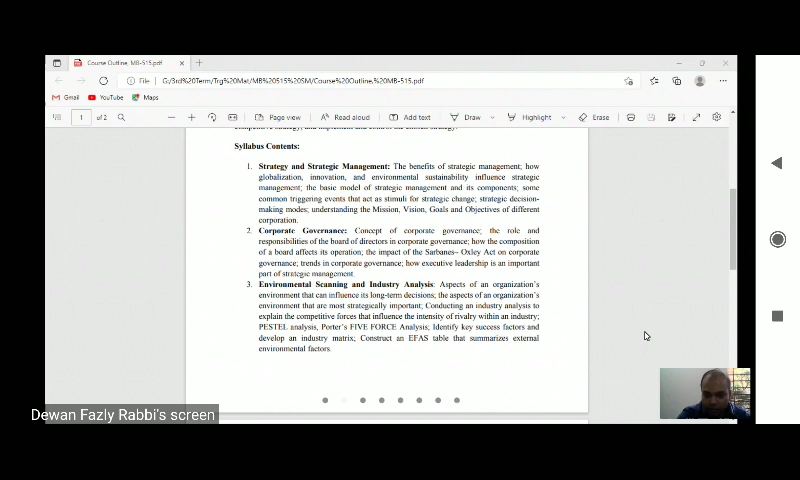 Course Outline, MB-515.pdf
File
G:/3rd%20Term/Trg%20Mat/MB%20515%20SM/Course%20Outline,%20MB-515.pdf
Gmail
YouTube
Maps
1 of 2
Page view
Read aloud
Add text
Draw
Highlight
Erase
Syllabus Contents:
1. Strategy and Strategic Management: The benefits of strategic management; how
globalization, innovation, and environmental sustainability influence strategic
management; the basic model of strategic management and its components; some
common triggering events that act as stimuli for strategic change; strategic decision-
making modes; understanding the Mission, Vision, Goals and Objectives of different
corporation.
2. Corporate Governance: Concept of corporate governance; the role and
responsibilities of the board of directors in corporate governance; how the composition
of a board affects its operation; the impact of the Sarbanes– Oxley Act on corporate
governance; trends in corporate governance; how executive leadership is an important
part of strategic management.
3. Environmental Scanning and Industry Analysis: Aspects of an organization's
environment that can influence its long-term decisions; the aspects of an organization's
environment that are most strategically important; Conducting an industry analysis to
explain the competitive forces that influence the intensity of rivalry within an industry;
PESTEL analysis, Porter's FIVE FORCE Analysis; Identify key success factors and
develop an industry matrix; Construct an EFAS table that summarizes external
environmental factors.
Dewan Fazly Rabbi's screen